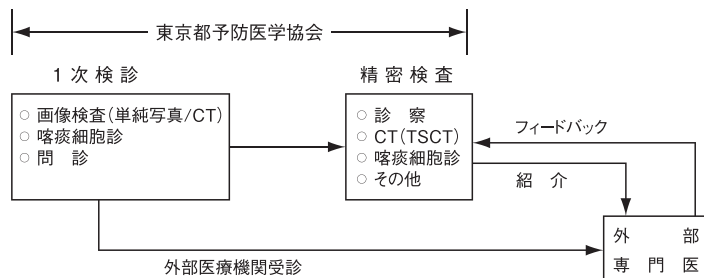 東京都予防医学協会
1次検診
精密検査
○ 画像検査(単純写真/CT)
○ 喀痰細胞診
○ 問 診
○ 診 察
○ CT(TSCT)
○ 喀痰細胞診
○ その他
フィードバック
紹 介
外 部
専 門 医
外部医療機関受診